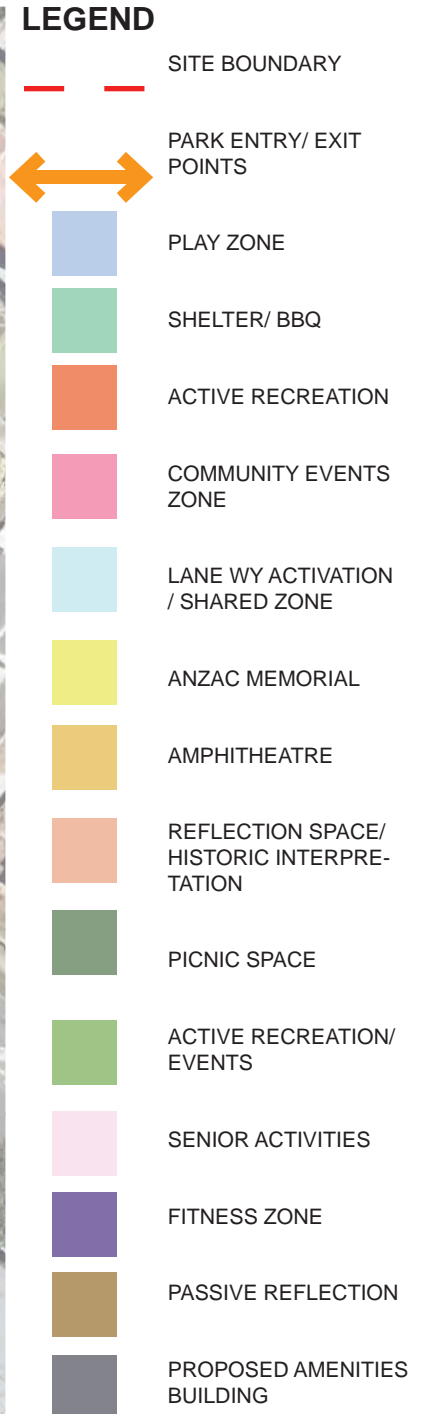 LEGEND
SITE BOUNDARY
PARK ENTRY/ EXIT
POINTS
PLAY ZONE
SHELTER/ BBQ
ACTIVE RECREATION
COMMUNITY EVENTS
ZONE
LANE WY ACTIVATION
/ SHARED ZONE
ANZAC MEMORIAL
AMPHITHEATRE
REFLECTION SPACE/
HISTORIC INTERPRE-
TATION
PICNIC SPACE
ACTIVE RECREATION/
EVENTS
SENIOR ACTIVITIES
FITNESS ZONE
PASSIVE REFLECTION
PROPOSED AMENITIES
BUILDING